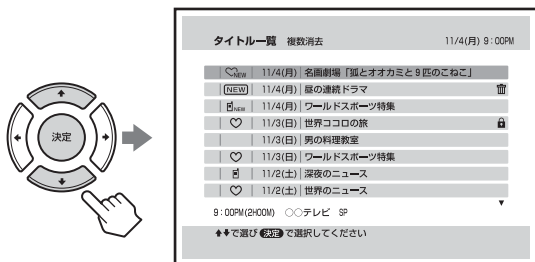 決定
タイトル一覧 複数消去 11/4(月) 9:00PM
NEW 11/4(月) 名画劇場「狐とオオカミと9匹のこねこ」
NEW 11/4(月) 昼の連続ドラマ
NEW 11/4(月) ワールドスポーツ特集
11/3(日) 世界ココロの旅
11/3(日) 男の料理教室
11/3(日) ワールドスポーツ特集
11/2(土) 深夜のニュース
11/2(土) 世界のニュース
9:00PM(2H00M) ○○テレビ SP
で選び 決定 で選択してください